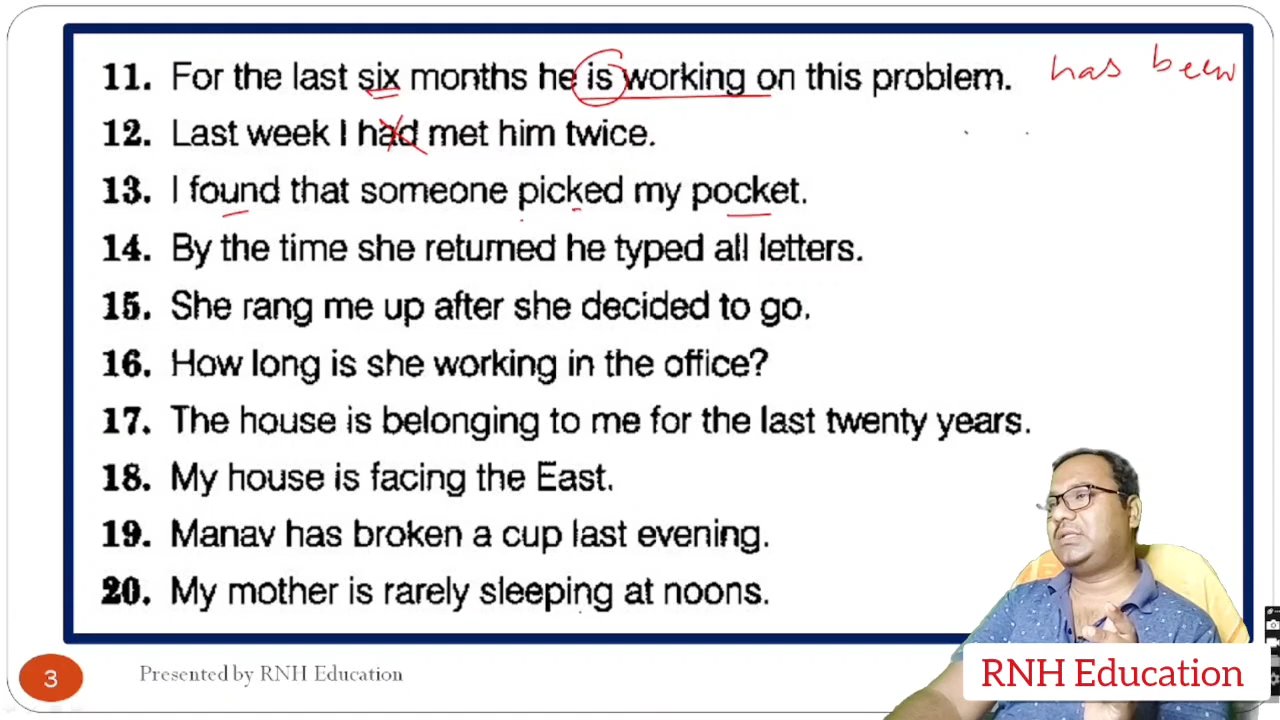 11. For the last six months he is working on this problem. has been
12. Last week I had met him twice.
13. I found that someone picked my pocket.
14. By the time she returned he typed all letters.
15. She rang me up after she decided to go.
16. How long is she working in the office?
17. The house is belonging to me for the last twenty years.
18. My house is facing the East.
19. Manav has broken a cup last evening.
20. My mother is rarely sleeping at noons.
3 Presented by RNH Education
RNH Education